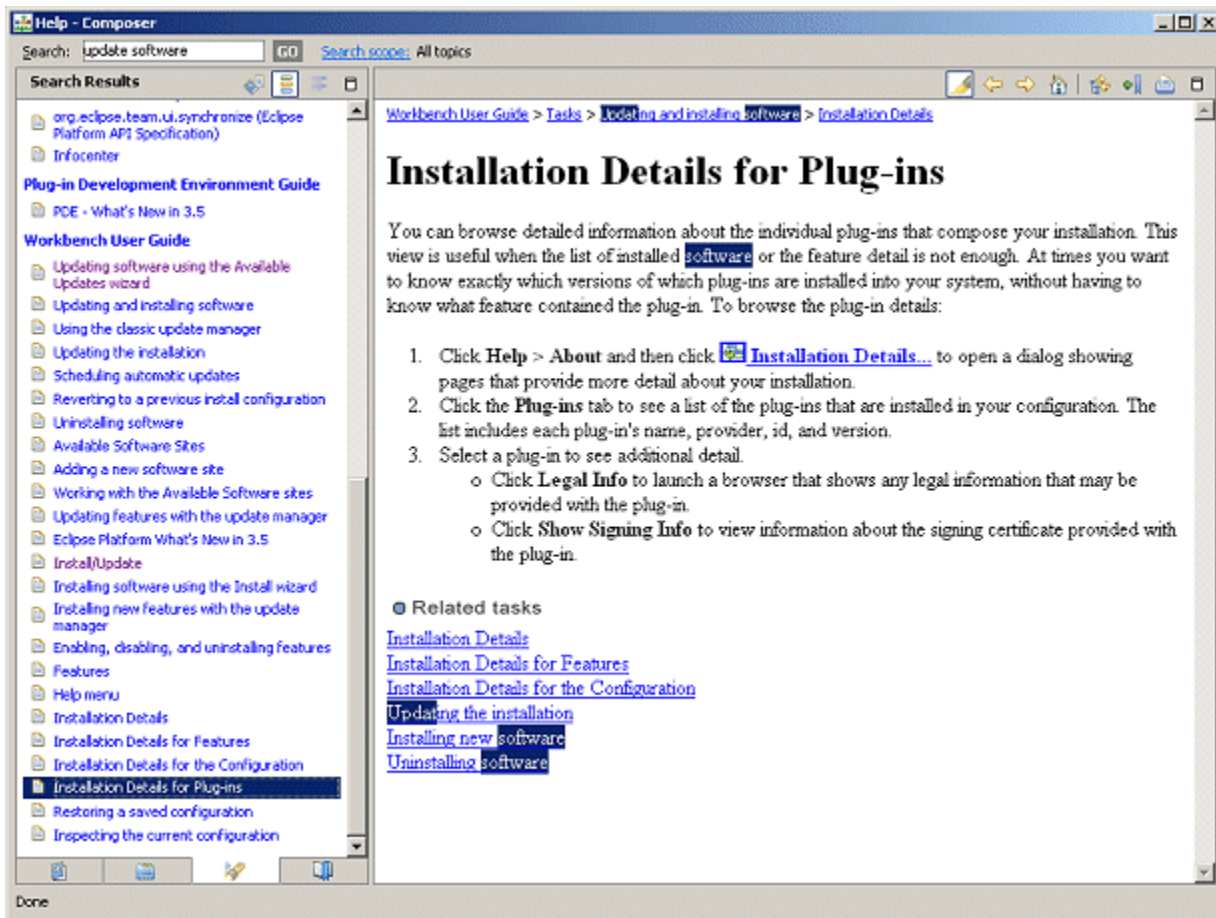 Help - Composer
Search: update software GO Search scope: All topics
Search Results
org.eclipse.team.ui.synchronize (Eclipse
Platform API Specification)
Infocenter
Plug-in Development Environment Guide
PDE - What's New in 3.5
Workbench User Guide
Updating software using the Available
Updates wizard
Updating and installing software
Using the classic update manager
Updating the installation
Scheduling automatic updates
Reverting to a previous install configuration
Uninstalling software
Available Software Sites
Adding a new software site
Working with the Available Software sites
Updating features with the update manager
Eclipse Platform What's New in 3.5
Install/Update
Installing software using the Install wizard
Installing new features with the update
manager
Enabling, disabling, and uninstalling features
Features
Help menu
Installation Details
Installation Details for Features
Installation Details for the Configuration
Installation Details for Plug-ins
Restoring a saved configuration
Inspecting the current configuration
Workbench User Guide > Tasks > Updating and installing software > Installation Details
Installation Details for Plug-ins
You can browse detailed information about the individual plug-ins that compose your installation. This
view is useful when the list of installed software or the feature detail is not enough. At times you want
to know exactly which versions of which plug-ins are installed into your system, without having to
know what feature contained the plug-in. To browse the plug-in details:
1. Click Help > About and then click Installation Details... to open a dialog showing
pages that provide more detail about your installation.
2. Click the Plug-ins tab to see a list of the plug-ins that are installed in your configuration. The
list includes each plug-in's name, provider, id, and version.
3. Select a plug-in to see additional detail.
o Click Legal Info to launch a browser that shows any legal information that may be
provided with the plug-in.
o Click Show Signing Info to view information about the signing certificate provided with
the plug-in.
Related tasks
Installation Details
Installation Details for Features
Installation Details for the Configuration
Updating the installation
Installing new software
Uninstalling software
Done